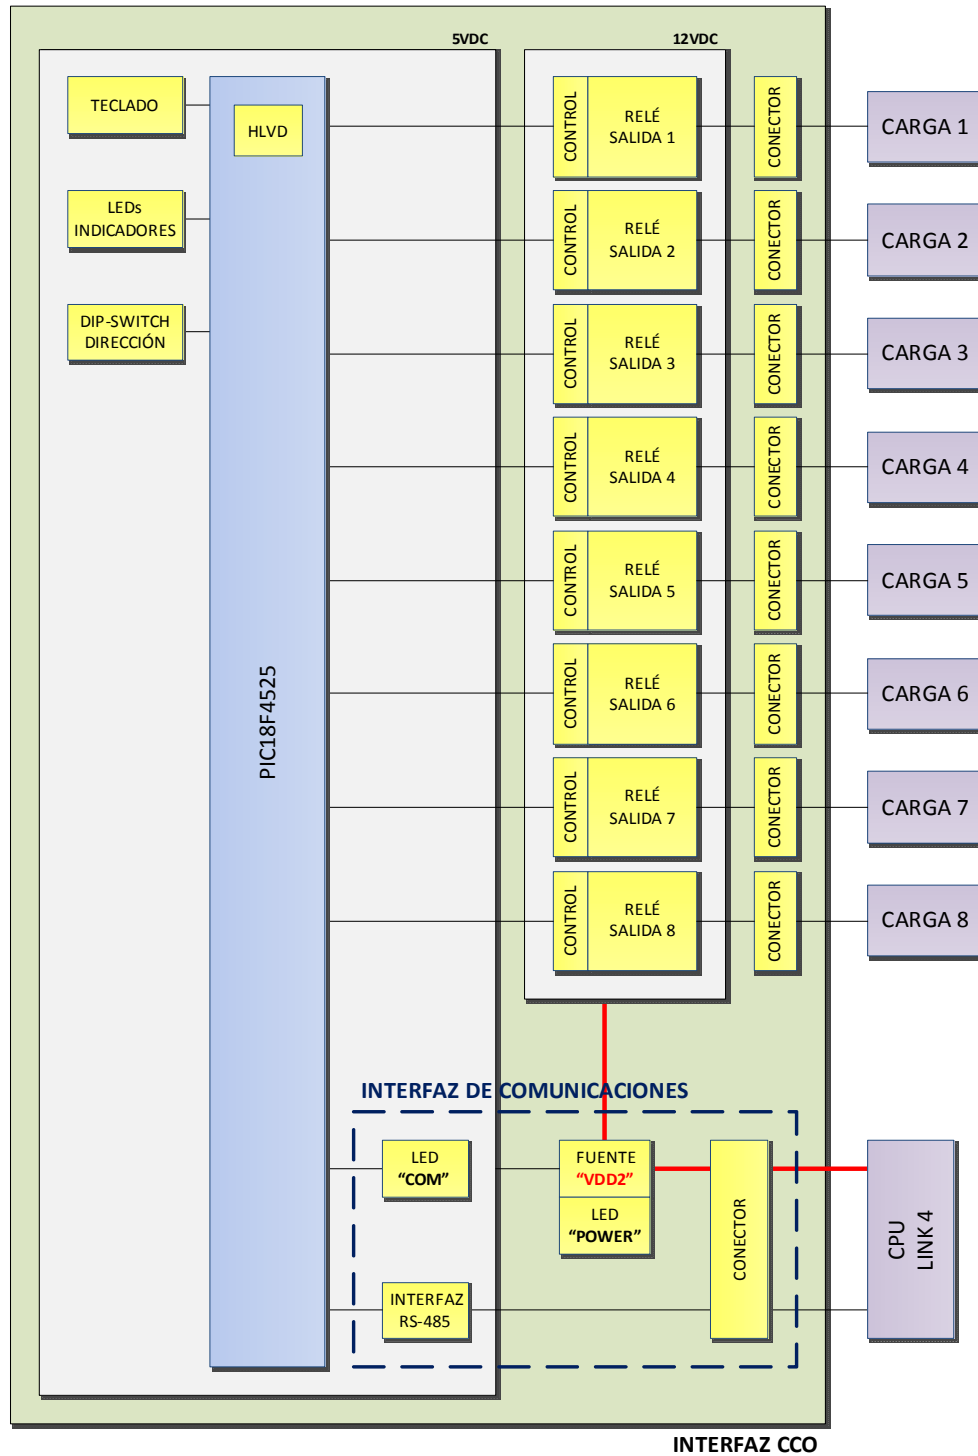 5VDC
12VDC
TECLADO
HLVD
LEDs
INDICADORES
DIP-SWITCH
DIRECCIÓN
PIC18F4525
CONTROL
RELÉ
SALIDA 1
CONECTOR
CARGA 1
CONTROL
RELÉ
SALIDA 2
CONECTOR
CARGA 2
CONTROL
RELÉ
SALIDA 3
CONECTOR
CARGA 3
CONTROL
RELÉ
SALIDA 4
CONECTOR
CARGA 4
CONTROL
RELÉ
SALIDA 5
CONECTOR
CARGA 5
CONTROL
RELÉ
SALIDA 6
CONECTOR
CARGA 6
CONTROL
RELÉ
SALIDA 7
CONECTOR
CARGA 7
CONTROL
RELÉ
SALIDA 8
CONECTOR
CARGA 8
INTERFAZ DE COMUNICACIONES
LED
“COM”
FUENTE
“VDD2”
LED
“POWER”
INTERFAZ
RS-485
CONECTOR
CPU
LINK 4
INTERFAZ CCO